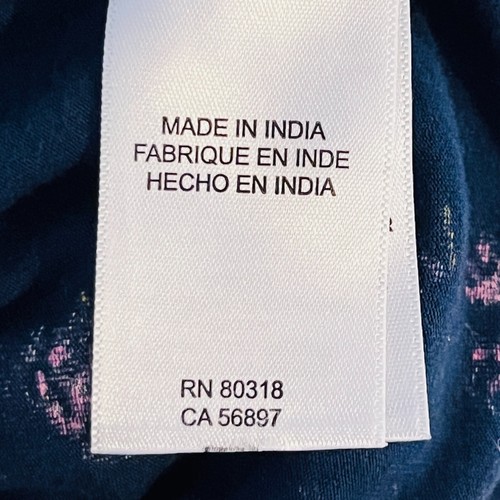 MADE IN INDIA
FABRIQUE EN INDE
HECHO EN INDIA
RN 80318
CA 56897